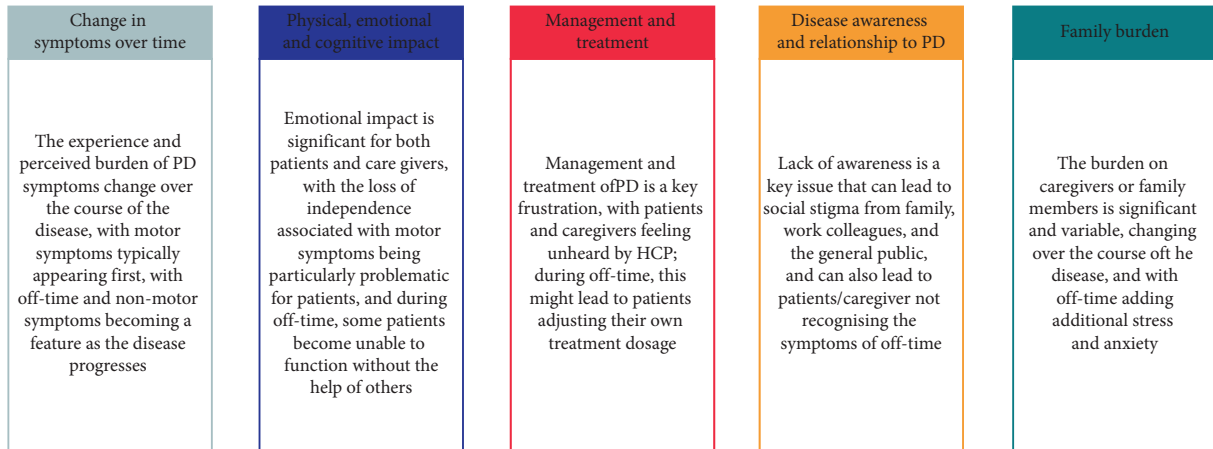 Change in
symptoms over time
The experience and
perceived burden of PD
symptoms change over
the course of the
disease, with motor
symptoms typically
appearing first, with
off-time and non-motor
symptoms becoming a
feature as the disease
progresses
Physical, emotional
and cognitive impact
Emotional impact is
significant for both
patients and care givers,
with the loss of
independence
associated with motor
symptoms being
particularly problematic
for patients, and during
off-time, some patients
become unable to
function without the
help of others
Management and
treatment
Management and
treatment ofPD is a key
frustration, with patients
and caregivers feeling
unheard by HCP;
during off-time, this
might lead to patients
adjusting their own
treatment dosage
Disease awareness
and relationship to PD
Lack of awareness is a
key issue that can lead to
social stigma from family,
work colleagues, and
the general public,
and can also lead to
patients/caregiver not
recognising the
symptoms of off-time
Family burden
The burden on
caregivers or family
members is significant
and variable, changing
over the course oft he
disease, and with
off-time adding
additional stress
and anxiety